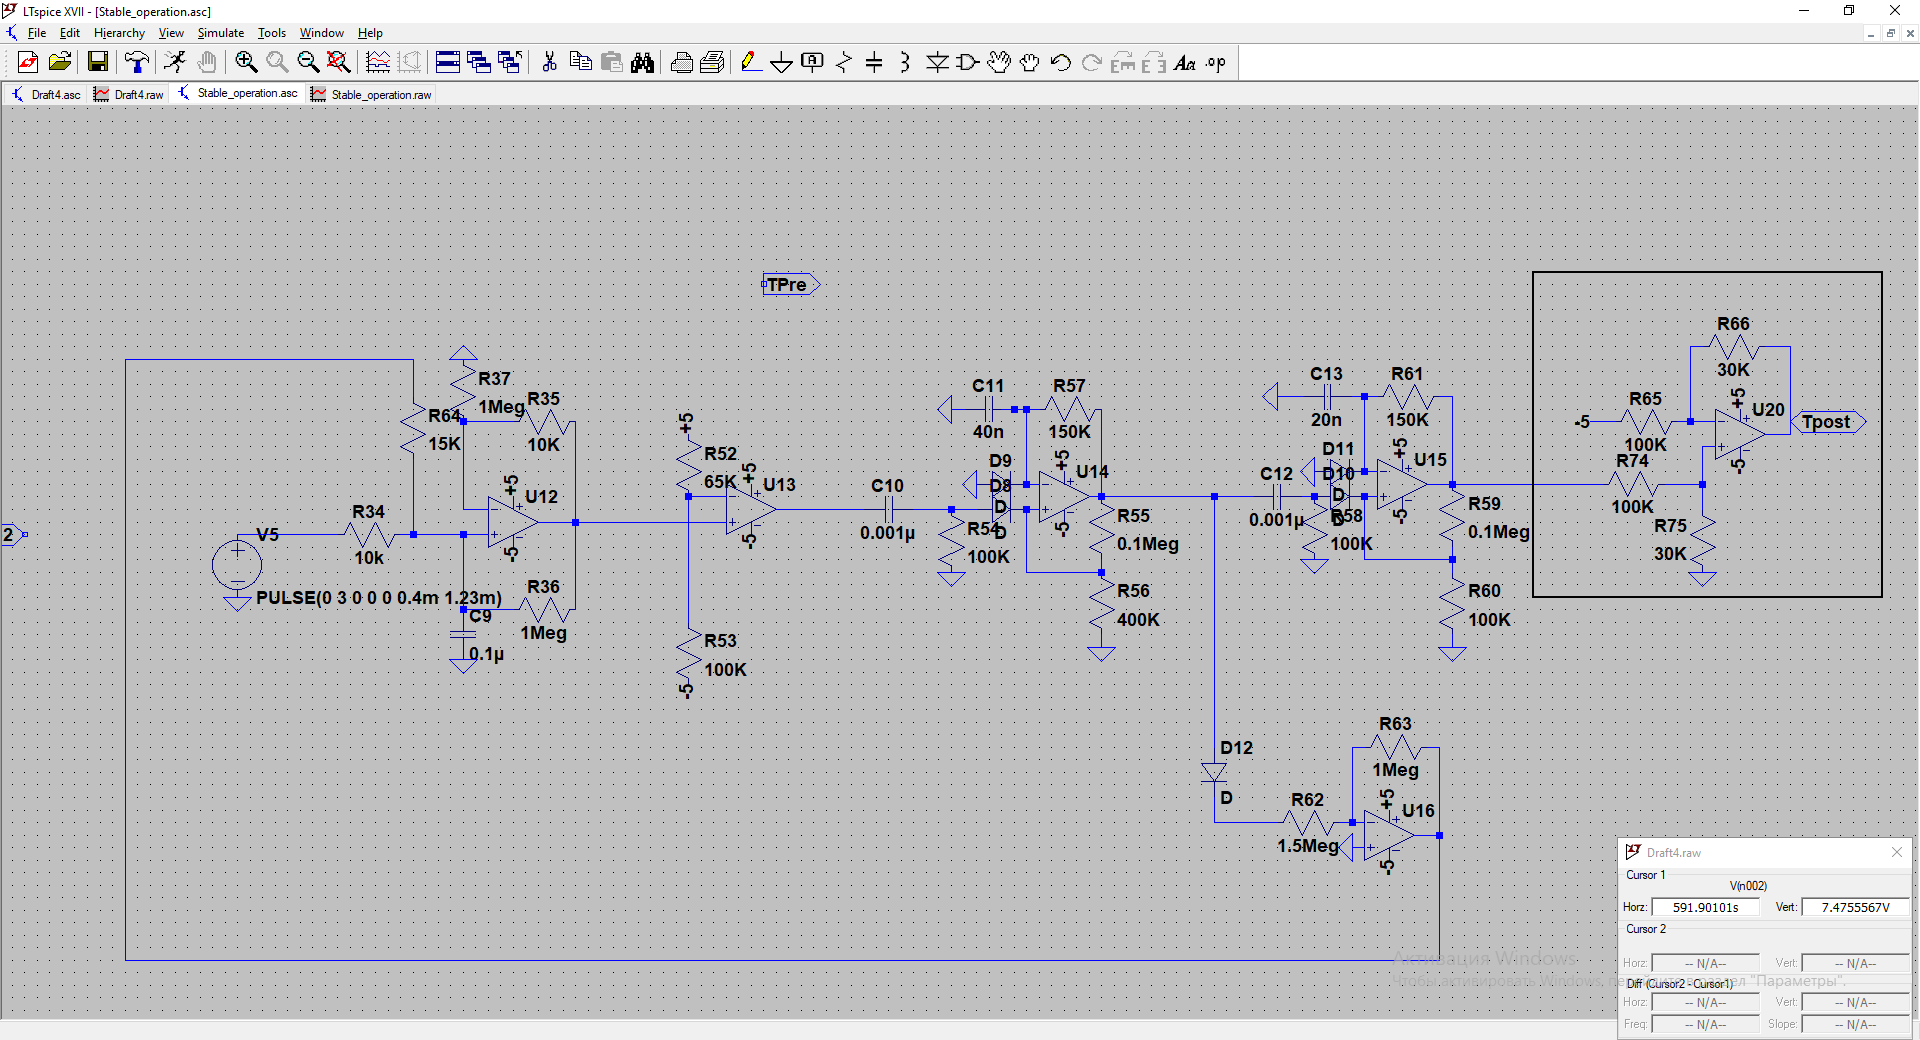 LTspice XVII - [Stable_operation.asc]
File Edit Hierarchy View Simulate Tools Window Help
Draft4.asc Draft4.raw Stable_operation.asc Stable_operation.raw
TPre
R37
1Meg
R35
10K
R64
15K
U12
+5
-5
R34
10k
2
V5
PULSE(0 3 0 0 0 0.4m 1.23m)
R36
1Meg
C9
0.1µ
+5
R52
65K
+5
U13
-5
R53
100K
-5
C10
0.001µ
C11
40n
R57
150K
D9
D8
D
D
R54
100K
+5
U14
-5
R55
0.1Meg
R56
400K
C12
0.001µ
C13
20n
R61
150K
D11
D10
D
D
R58
100K
+5
U15
-5
R59
0.1Meg
R60
100K
R66
30K
-5
R65
100K
+5
U20
-5
Tpost
R74
100K
R75
30K
D12
D
R62
1.5Meg
R63
1Meg
+5
U16
-5
Draft4.raw
Cursor 1
V(n002)
Horz: 591.90101s Vert: 7.4755567V
Cursor 2
Horz: -- N/A-- Vert: -- N/A--
Diff (Cursor2 - Cursor1)
Horz: -- N/A-- Vert: -- N/A--
Freq: -- N/A-- Slope: -- N/A--
Активация Windows
Чтобы активировать Windows, перейдите в раздел "Параметры".